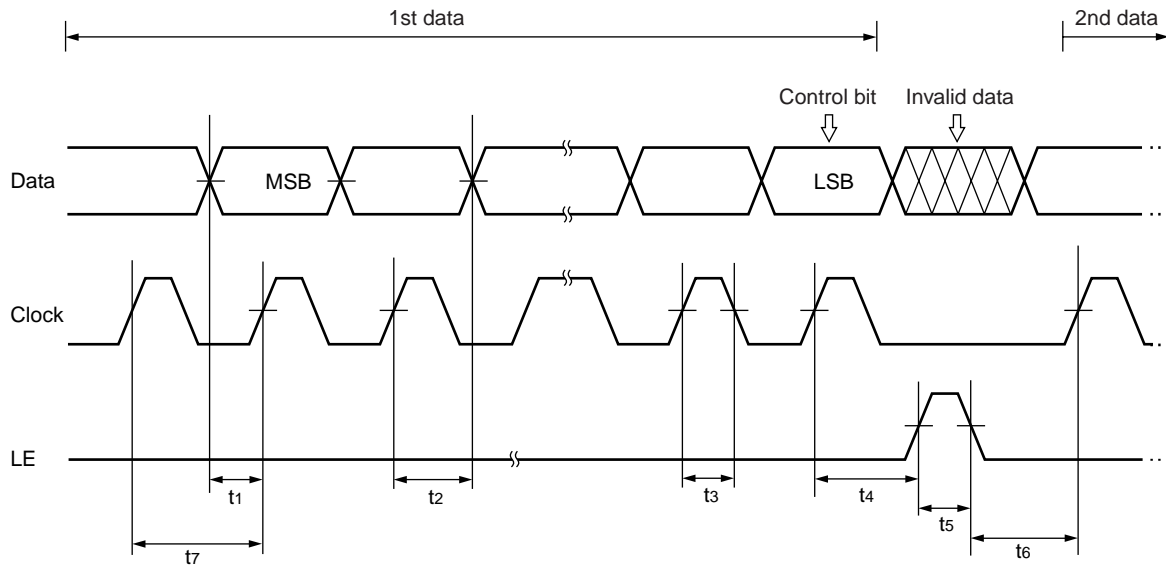 1st data
2nd data
Control bit
Invalid data
Data
MSB
LSB
Clock
LE
t1
t2
t3
t4
t5
t6
t7